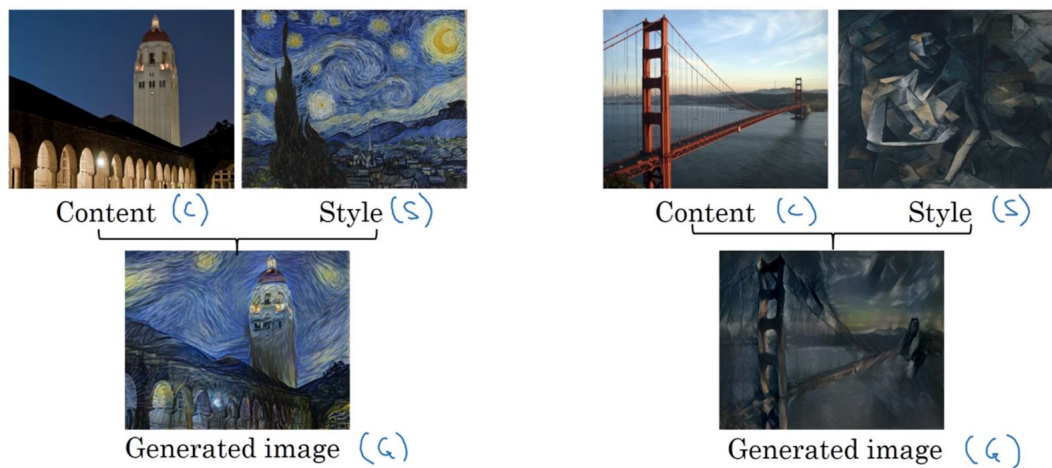 Content (C) Style (S) Content (C) Style (S)
Generated image (G) Generated image (G)